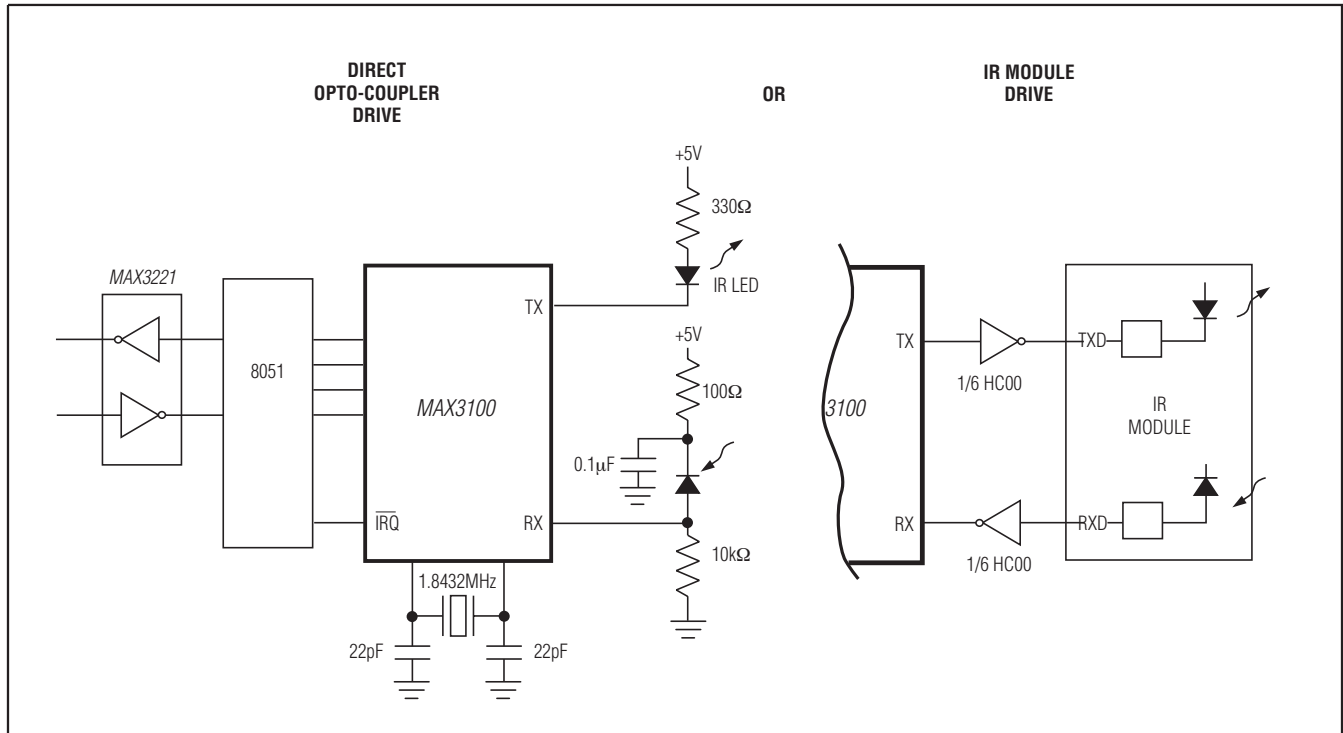 DIRECT
OPTO-COUPLER
DRIVE
OR
IR MODULE
DRIVE
+5V
330Ω
IR LED
MAX3221
8051
TX
MAX3100
IRQ
RX
+5V
100Ω
0.1µF
10kΩ
1.8432MHz
22pF
22pF
3100
TX
RX
1/6 HC00
1/6 HC00
TXD
IR
MODULE
RXD